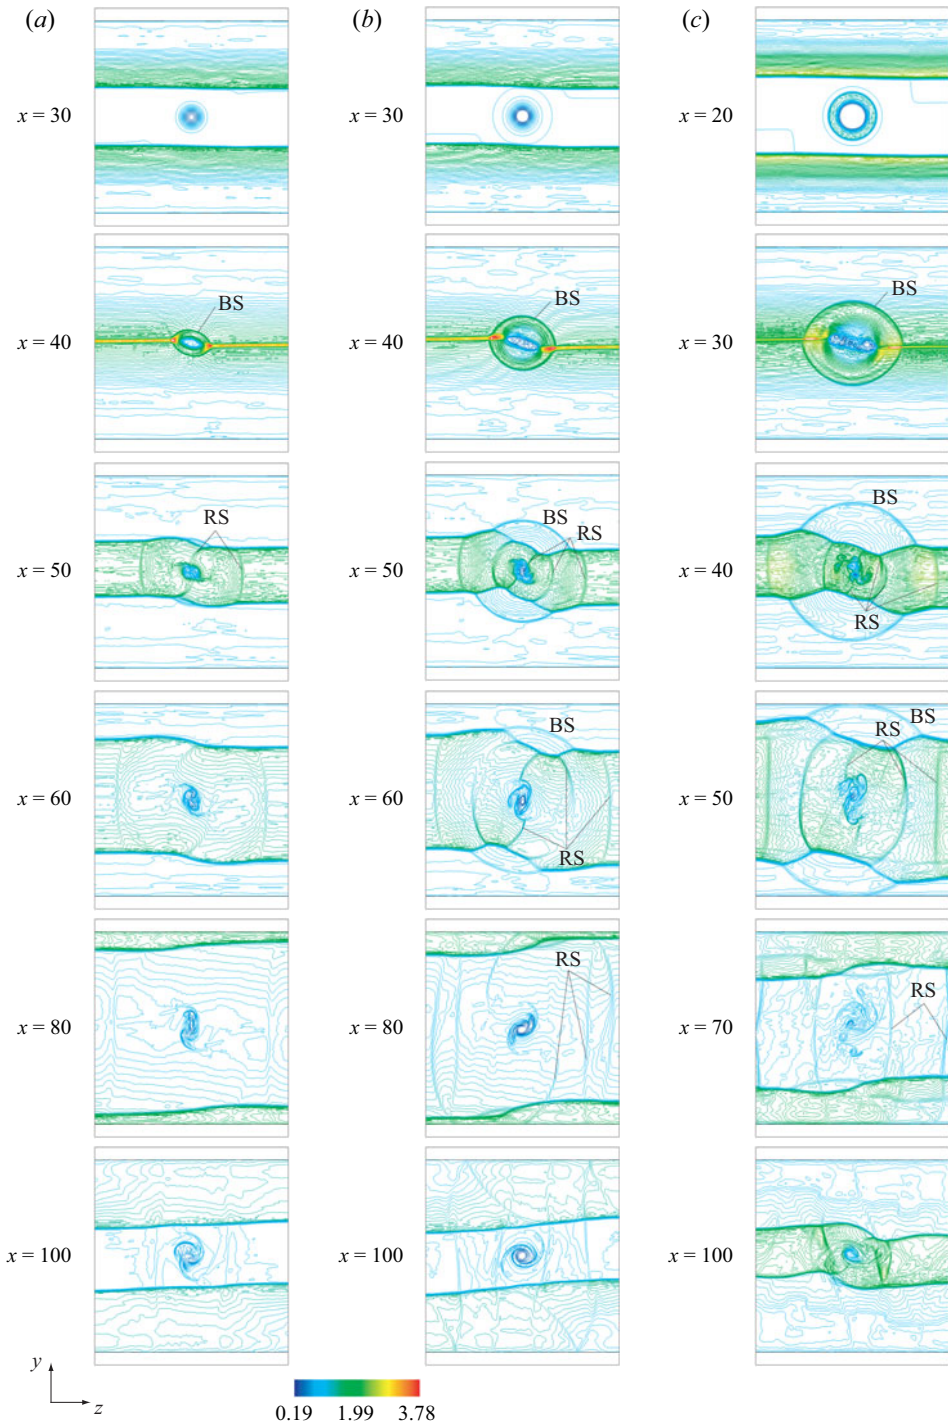 (a) (b) (c)
x = 30 x = 30 x = 20
BS BS BS
x = 40 x = 40 x = 30
RS BS RS BS
x = 50 x = 50 x = 40
RS
BS RS BS
x = 60 x = 60 x = 50
RS
RS RS
x = 80 x = 80 x = 70
x = 100 x = 100 x = 100
y
z
0.19 1.99 3.78